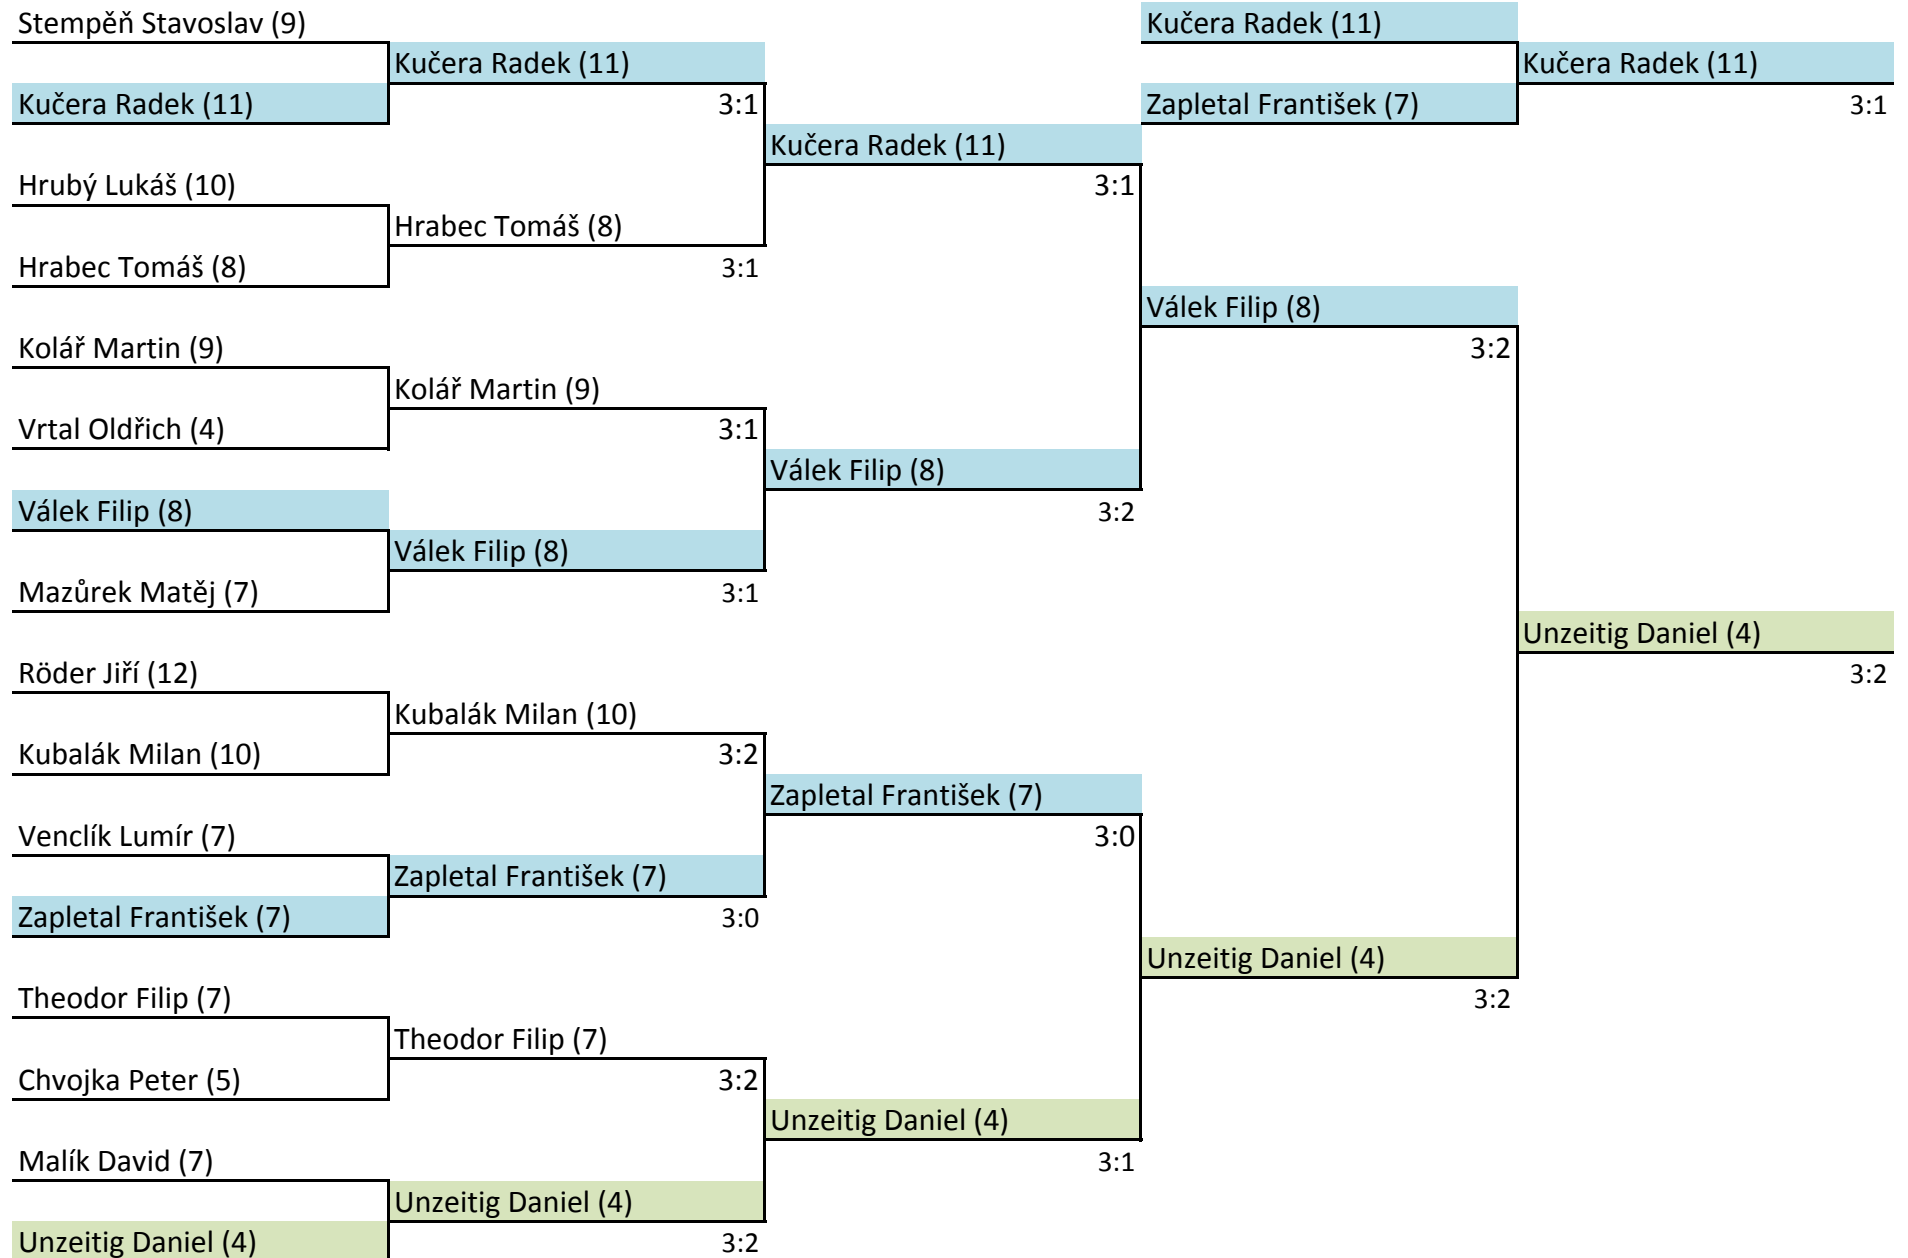 Stempěň Stavoslav (9)
Kučera Radek (11)
Kučera Radek (11)
Kučera Radek (11)
Kučera Radek (11)
3:1
Zapletal František (7)
3:1
Kučera Radek (11)
Hrubý Lukáš (10)
3:1
Hrabec Tomáš (8)
Hrabec Tomáš (8)
3:1
Válek Filip (8)
Kolář Martin (9)
3:2
Kolář Martin (9)
Vrtal Oldřich (4)
3:1
Válek Filip (8)
Válek Filip (8)
3:2
Válek Filip (8)
Mazůrek Matěj (7)
3:1
Unzeitig Daniel (4)
Röder Jiří (12)
3:2
Kubalák Milan (10)
Kubalák Milan (10)
3:2
Zapletal František (7)
Venclík Lumír (7)
3:0
Zapletal František (7)
Zapletal František (7)
3:0
Unzeitig Daniel (4)
Theodor Filip (7)
3:2
Theodor Filip (7)
Chvojka Peter (5)
3:2
Unzeitig Daniel (4)
Malík David (7)
3:1
Unzeitig Daniel (4)
Unzeitig Daniel (4)
3:2